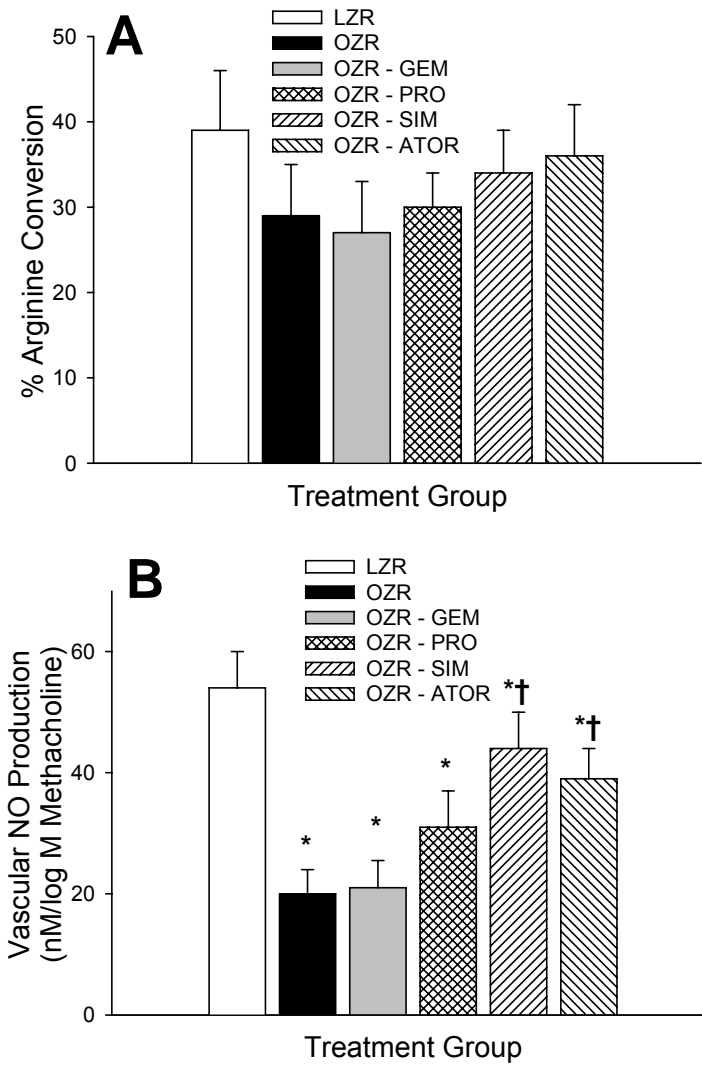 A
LZR
OZR
OZR - GEM
OZR - PRO
OZR - SIM
OZR - ATOR
50
40
30
20
10
0
% Arginine Conversion
Treatment Group
B
LZR
OZR
OZR - GEM
OZR - PRO
OZR - SIM
OZR - ATOR
60
40
20
0
Vascular NO Production
(nM/log M Methacholine)
*
*
*
*†
*†
Treatment Group